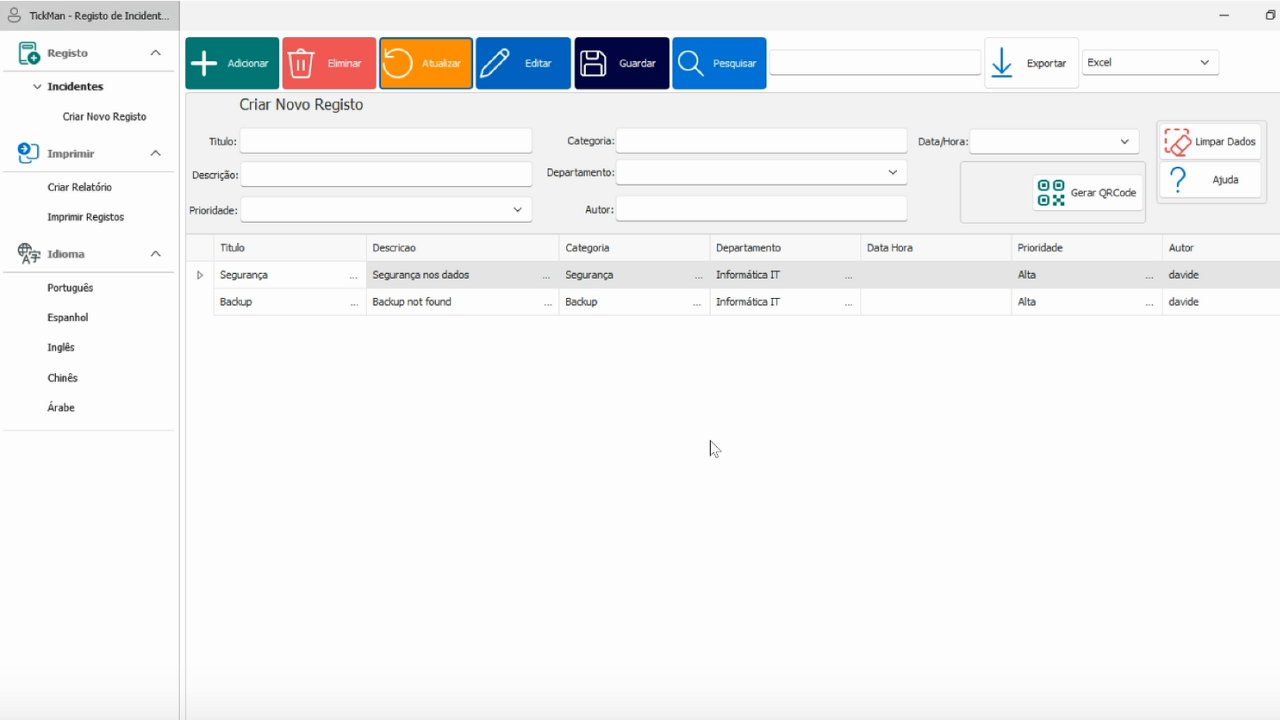 TickMan - Registo de Incident...
Registo
Incidentes
Criar Novo Registo
Imprimir
Criar Relatório
Imprimir Registos
Idioma
Português
Espanhol
Inglês
Chinês
Árabe
Adicionar Eliminar Atualizar Editar Guardar Pesquisar Exportar Excel
Criar Novo Registo
Titulo: Categoria: Data/Hora: Limpar Dados
Descrição: Departamento: Gerar QRCode Ajuda
Prioridade: Autor:
Titulo Descricao Categoria Departamento Data Hora Prioridade Autor
Segurança ... Segurança nos dados ... Segurança ... Informática IT ... Alta ... davide
Backup ... Backup not found ... Backup ... Informática IT ... Alta ... davide